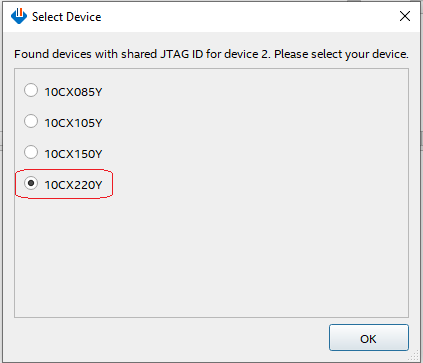 Select Device
Found devices with shared JTAG ID for device 2. Please select your device.
10CX085Y
10CX105Y
10CX150Y
10CX220Y
OK